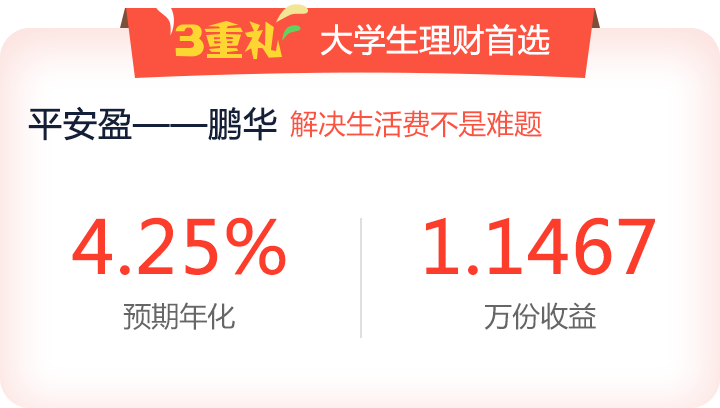 3重礼 大学生理财首选
平安盈——鹏华 解决生活费不是难题
4.25% 1.1467
预期年化 万份收益